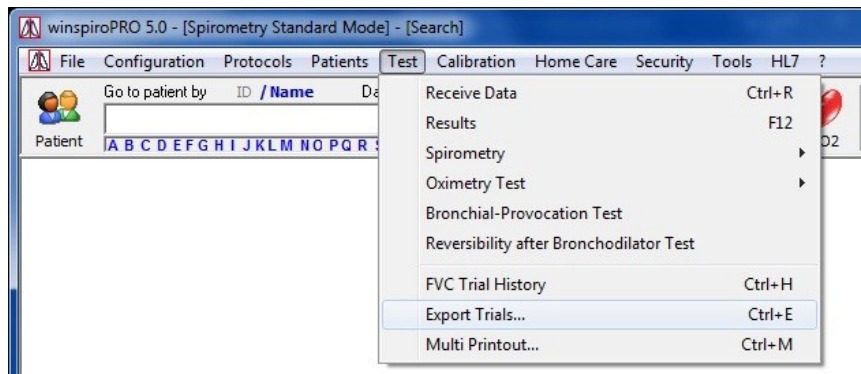 winspiroPRO 5.0 - [Spirometry Standard Mode] - [Search]
File Configuration Protocols Patients Test Calibration Home Care Security Tools HL7 ?
Go to patient by ID / Name Da
Patient
A B C D E F G H I J K L M N O P Q R S
O2
Receive Data Ctrl+R
Results F12
Spirometry
Oximetry Test
Bronchial-Provocation Test
Reversibility after Bronchodilator Test
FVC Trial History Ctrl+H
Export Trials... Ctrl+E
Multi Printout... Ctrl+M